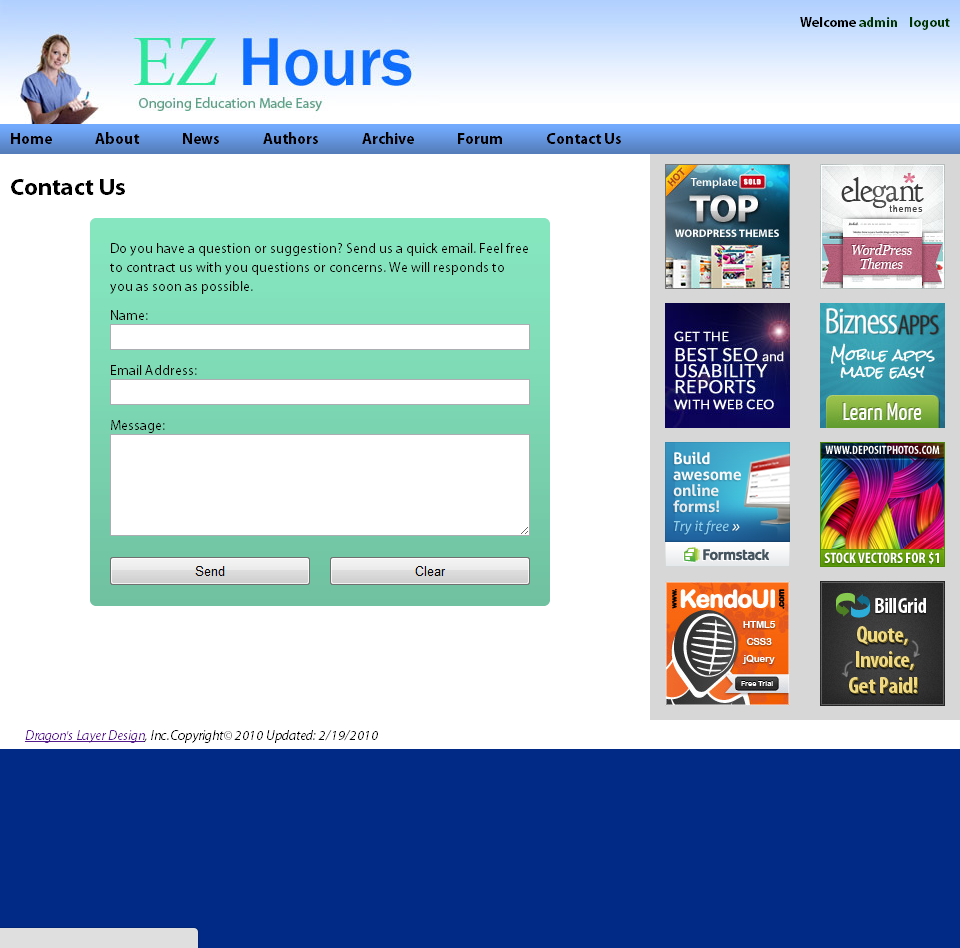 Welcome admin logout
EZ Hours
Ongoing Education Made Easy
Home About News Authors Archive Forum Contact Us
Contact Us
Do you have a question or suggestion? Send us a quick email. Feel free
to contract us with you questions or concerns. We will responds to
you as soon as possible.
Name:
Email Address:
Message:
Send Clear
HOT
Template SOLD
TOP
WORDPRESS THEMES
elegant
themes
WordPress
Themes
GET THE
BEST SEO and
USABILITY
REPORTS
WITH WEB CEO
BiznessAPPS
Mobile apps
made easy
Learn More
Build
awesome
online
forms!
Try it free »
Formstack
WWW.DEPOSITPHOTOS.COM
STOCK VECTORS FOR $1
www.KendoUI.com
HTML5
CSS3
jQuery
Free Trial
BillGrid
Quote,
Invoice,
Get Paid!
Dragon's Layer Design, Inc.Copyright© 2010 Updated: 2/19/2010